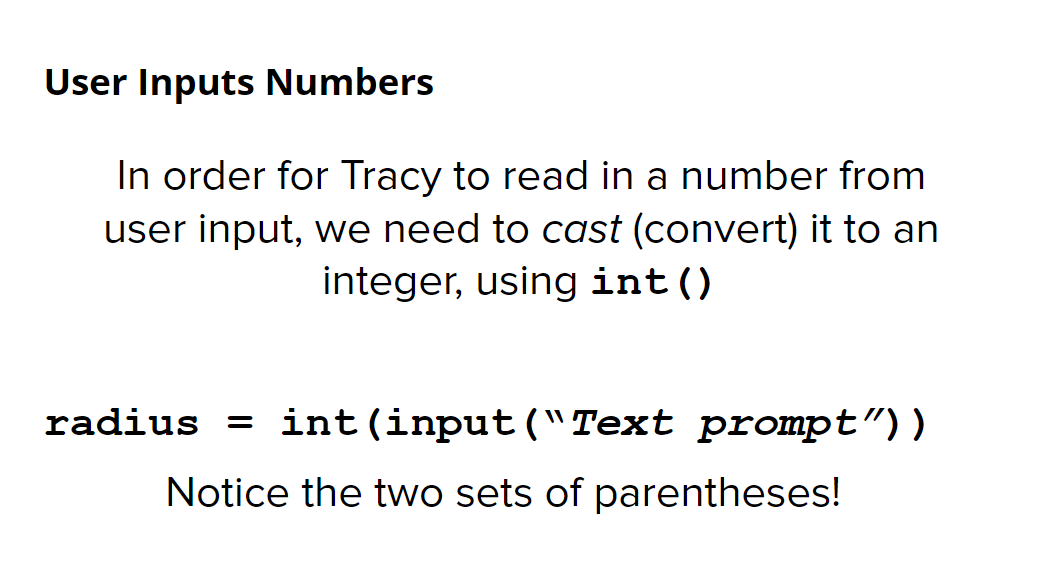 User Inputs Numbers
In order for Tracy to read in a number from
user input, we need to cast (convert) it to an
integer, using int()
radius = int(input(“Text prompt”))
Notice the two sets of parentheses!